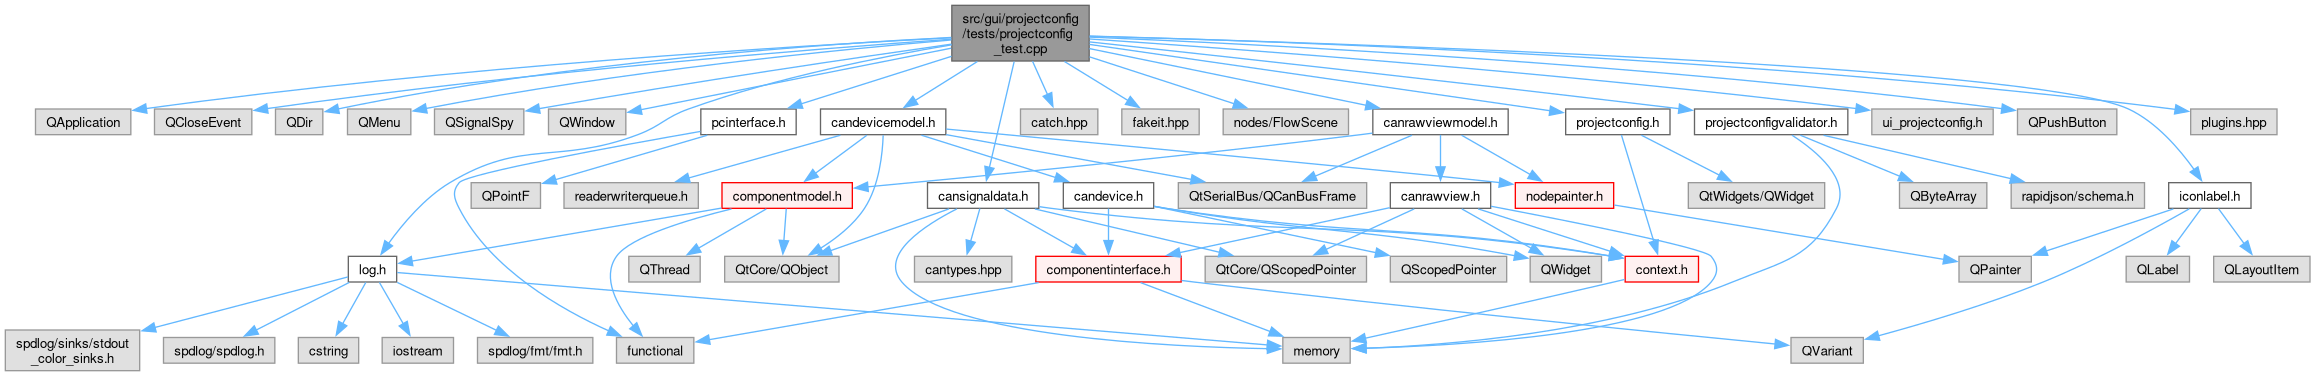 src/gui/projectconfig
/tests/projectconfig
_test.cpp
QApplication
QCloseEvent
QDir
QMenu
QSignalSpy
QWindow
pcinterface.h
candevicemodel.h
catch.hpp
fakeit.hpp
nodes/FlowScene
canrawviewmodel.h
projectconfig.h
projectconfigvalidator.h
ui_projectconfig.h
QPushButton
plugins.hpp
QPointF
readerwriterqueue.h
componentmodel.h
cansignaldata.h
candevice.h
QtSerialBus/QCanBusFrame
canrawview.h
nodepainter.h
QtWidgets/QWidget
QByteArray
rapidjson/schema.h
iconlabel.h
log.h
QThread
QtCore/QObject
cantypes.hpp
componentinterface.h
QtCore/QScopedPointer
QScopedPointer
QWidget
context.h
QPainter
QLabel
QLayoutItem
spdlog/sinks/stdout
_color_sinks.h
spdlog/spdlog.h
cstring
iostream
spdlog/fmt/fmt.h
functional
memory
QVariant